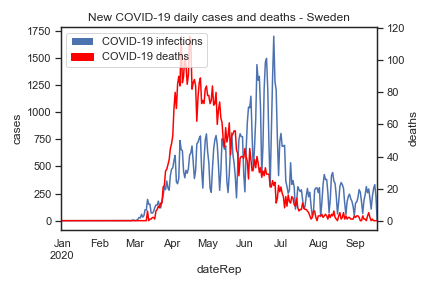 New COVID-19 daily cases and deaths - Sweden
COVID-19 infections
COVID-19 deaths
1750
1500
1250
1000
750
500
250
0
cases
120
100
80
60
40
20
0
deaths
Jan Feb Mar Apr May Jun Jul Aug Sep
2020
dateRep